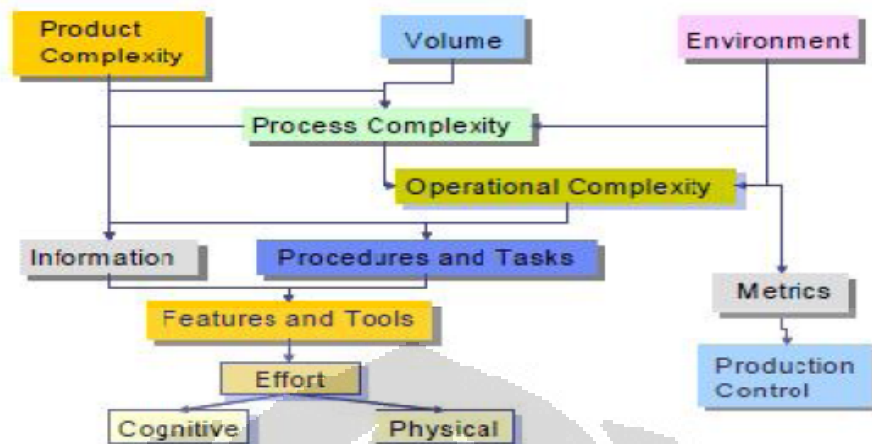 Product
Complexity
Volume
Environment
Process Complexity
Operational Complexity
Information
Procedures and Tasks
Metrics
Features and Tools
Effort
Production
Control
Cognitive
Physical